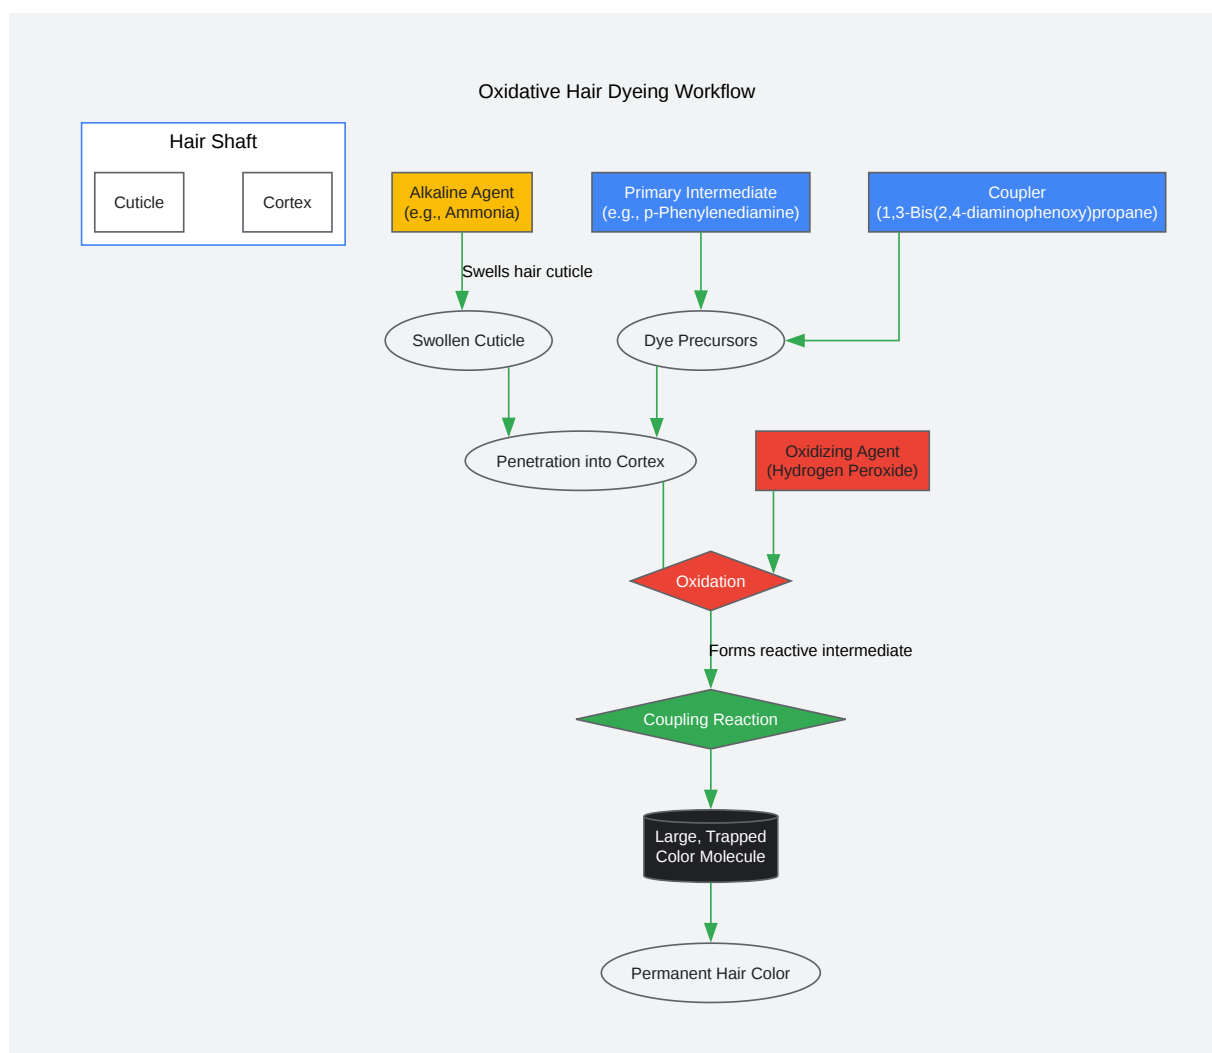 Oxidative Hair Dyeing Workflow
Hair Shaft
Cuticle
Cortex
Alkaline Agent
(e.g., Ammonia)
Primary Intermediate
(e.g., p-Phenylenediamine)
Coupler
(1,3-Bis(2,4-diaminophenoxy)propane)
Swells hair cuticle
Swollen Cuticle
Dye Precursors
Penetration into Cortex
Oxidizing Agent
(Hydrogen Peroxide)
Oxidation
Forms reactive intermediate
Coupling Reaction
Large, Trapped
Color Molecule
Permanent Hair Color